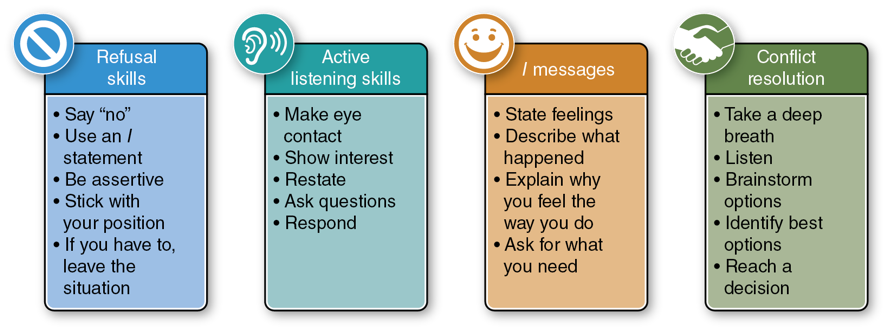 Refusal
skills
• Say “no”
• Use an I
statement
• Be assertive
• Stick with
your position
• If you have to,
leave the
situation
Active
listening skills
• Make eye
contact
• Show interest
• Restate
• Ask questions
• Respond
I messages
• State feelings
• Describe what
happened
• Explain why
you feel the
way you do
• Ask for what
you need
Conflict
resolution
• Take a deep
breath
• Listen
• Brainstorm
options
• Identify best
options
• Reach a
decision